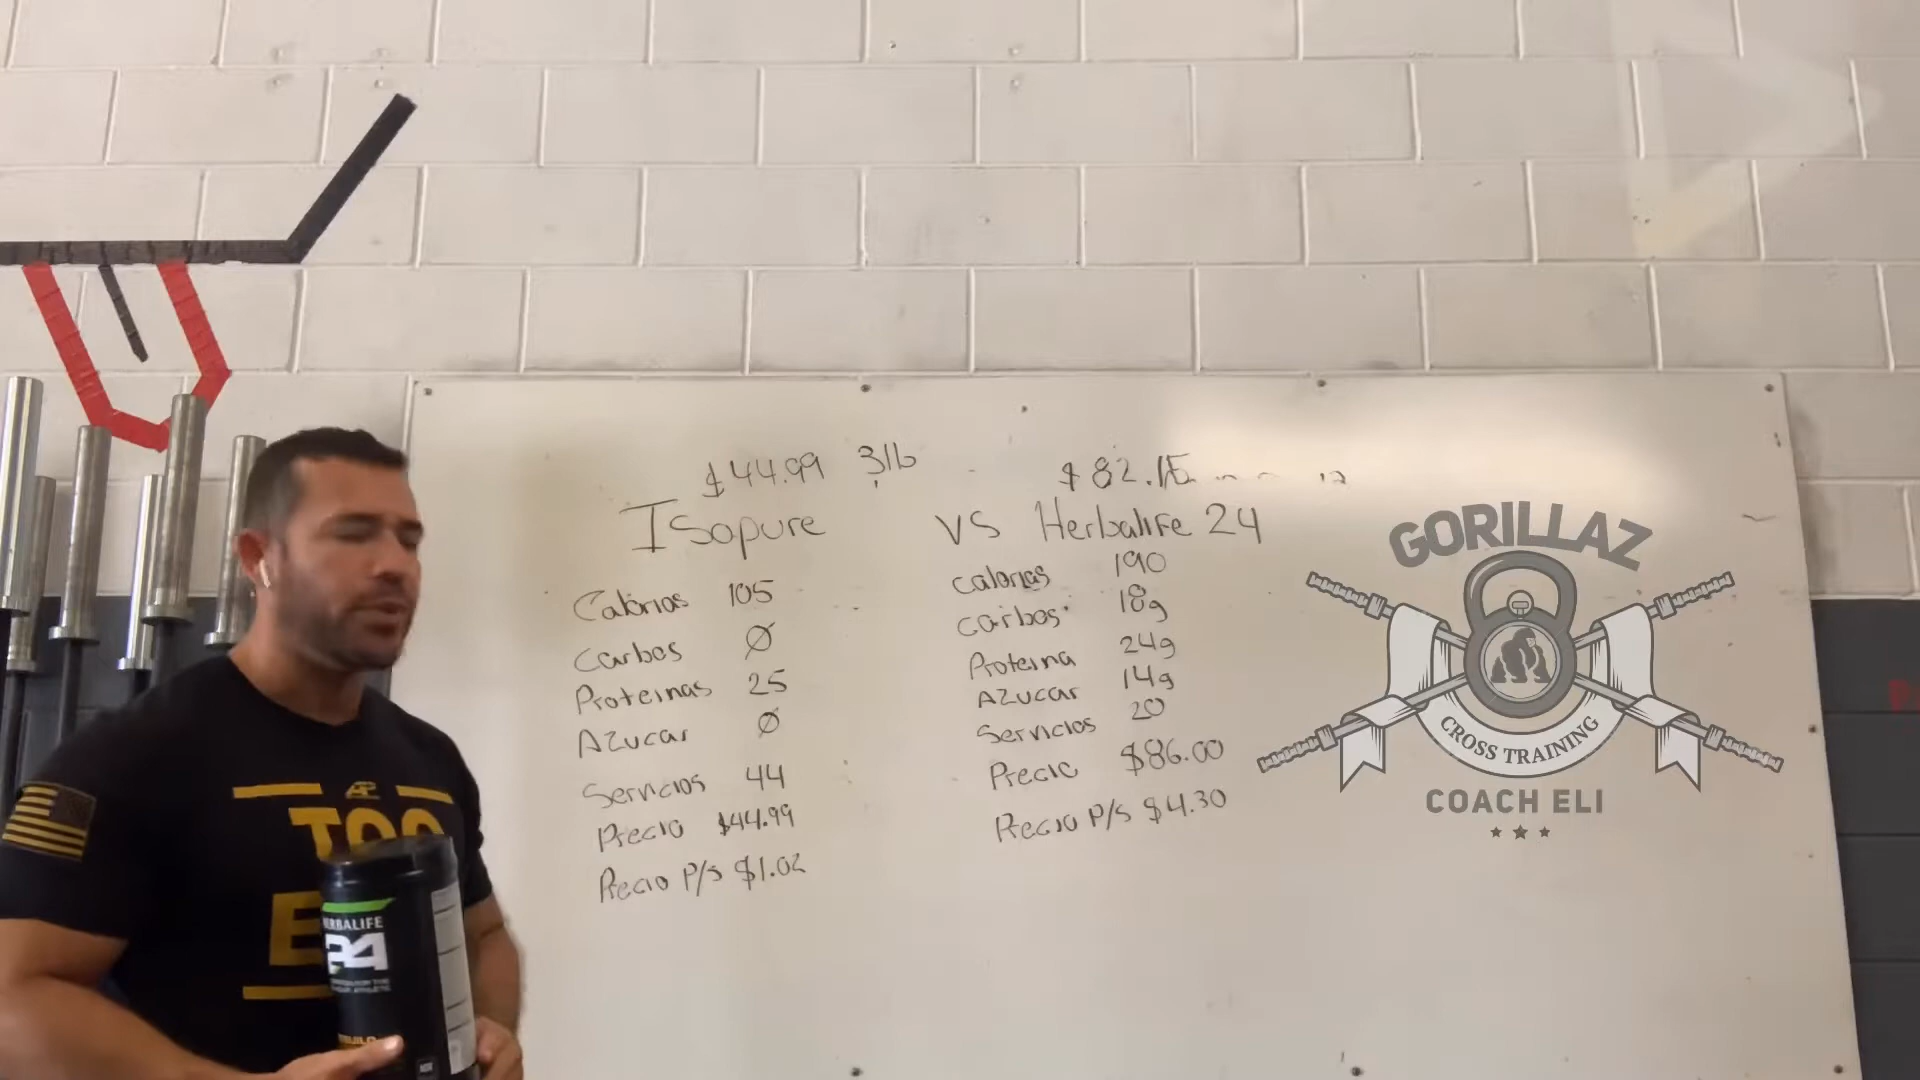 $44.99 3lb
$82.15
Isopure vs Herbalife 24
Calorias 105
Carbos Ø
Proteinas 25
Azucar Ø
Servicios 44
Precio $44.99
Precio P/s $1.02
calorias 190
carbos 18g
Proteina 24g
Azucar 14g
Servicios 20
Precio $86.00
Precio P/s $4.30
GORILLAZ
CROSS TRAINING
COACH ELI
TOO
HERBALIFE
24